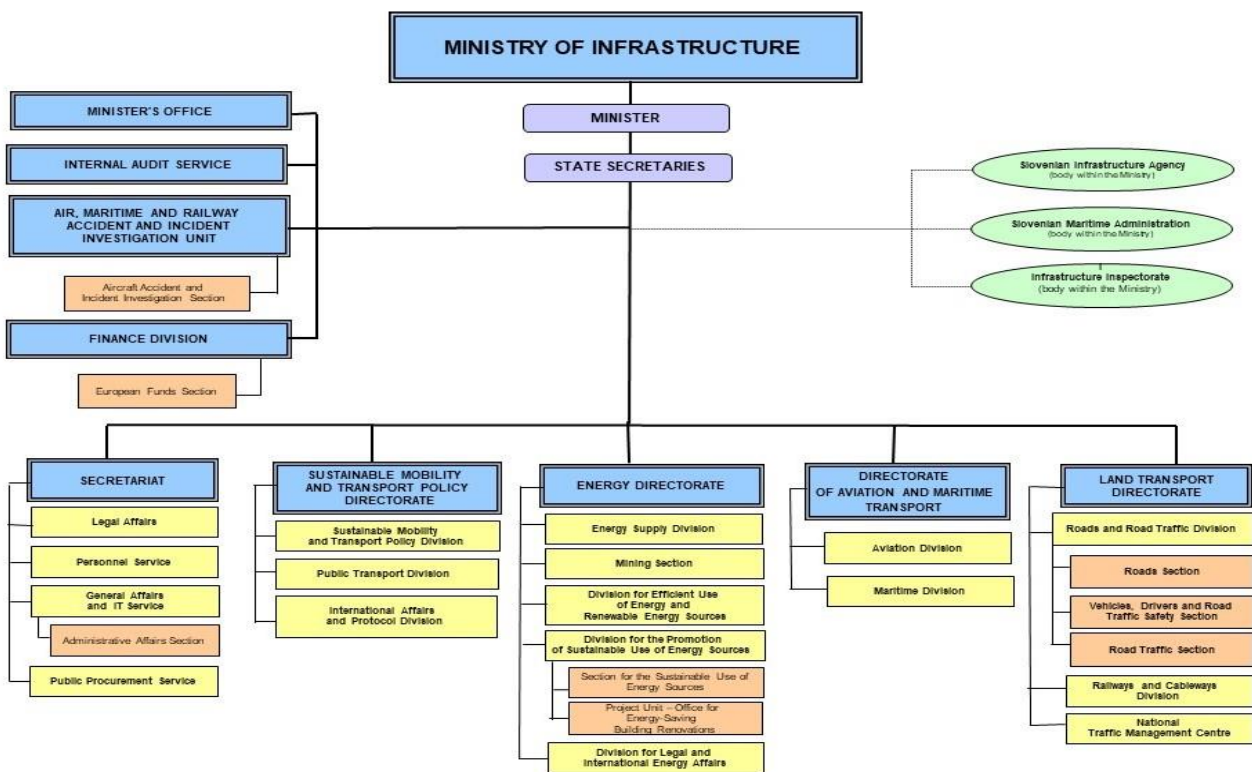 MINISTRY OF INFRASTRUCTURE
MINISTER
STATE SECRETARIES
MINISTER'S OFFICE
INTERNAL AUDIT SERVICE
AIR, MARITIME AND RAILWAY
ACCIDENT AND INCIDENT
INVESTIGATION UNIT
Aircraft Accident and
Incident Investigation Section
FINANCE DIVISION
European Funds Section
Slovenian Infrastructure Agency
(body within the Ministry)
Slovenian Maritime Administration
(body within the Ministry)
Infrastructure Inspectorate
(body within the Ministry)
SECRETARIAT
Legal Affairs
Personnel Service
General Affairs
and IT Service
Administrative Affairs Section
Public Procurement Service
SUSTAINABLE MOBILITY
AND TRANSPORT POLICY
DIRECTORATE
Sustainable Mobility
and Transport Policy Division
Public Transport Division
International Affairs
and Protocol Division
ENERGY DIRECTORATE
Energy Supply Division
Mining Section
Division for Efficient Use
of Energy and
Renewable Energy Sources
Division for the Promotion
of Sustainable Use of Energy Sources
Section for the Sustainable Use of
Energy Sources
Project Unit – Office for
Energy-Saving
Building Renovations
Division for Legal and
International Energy Affairs
DIRECTORATE
OF AVIATION AND MARITIME
TRANSPORT
Aviation Division
Maritime Division
LAND TRANSPORT
DIRECTORATE
Roads and Road Traffic Division
Roads Section
Vehicles, Drivers and Road
Traffic Safety Section
Road Traffic Section
Railways and Cableways
Division
National
Traffic Management Centre